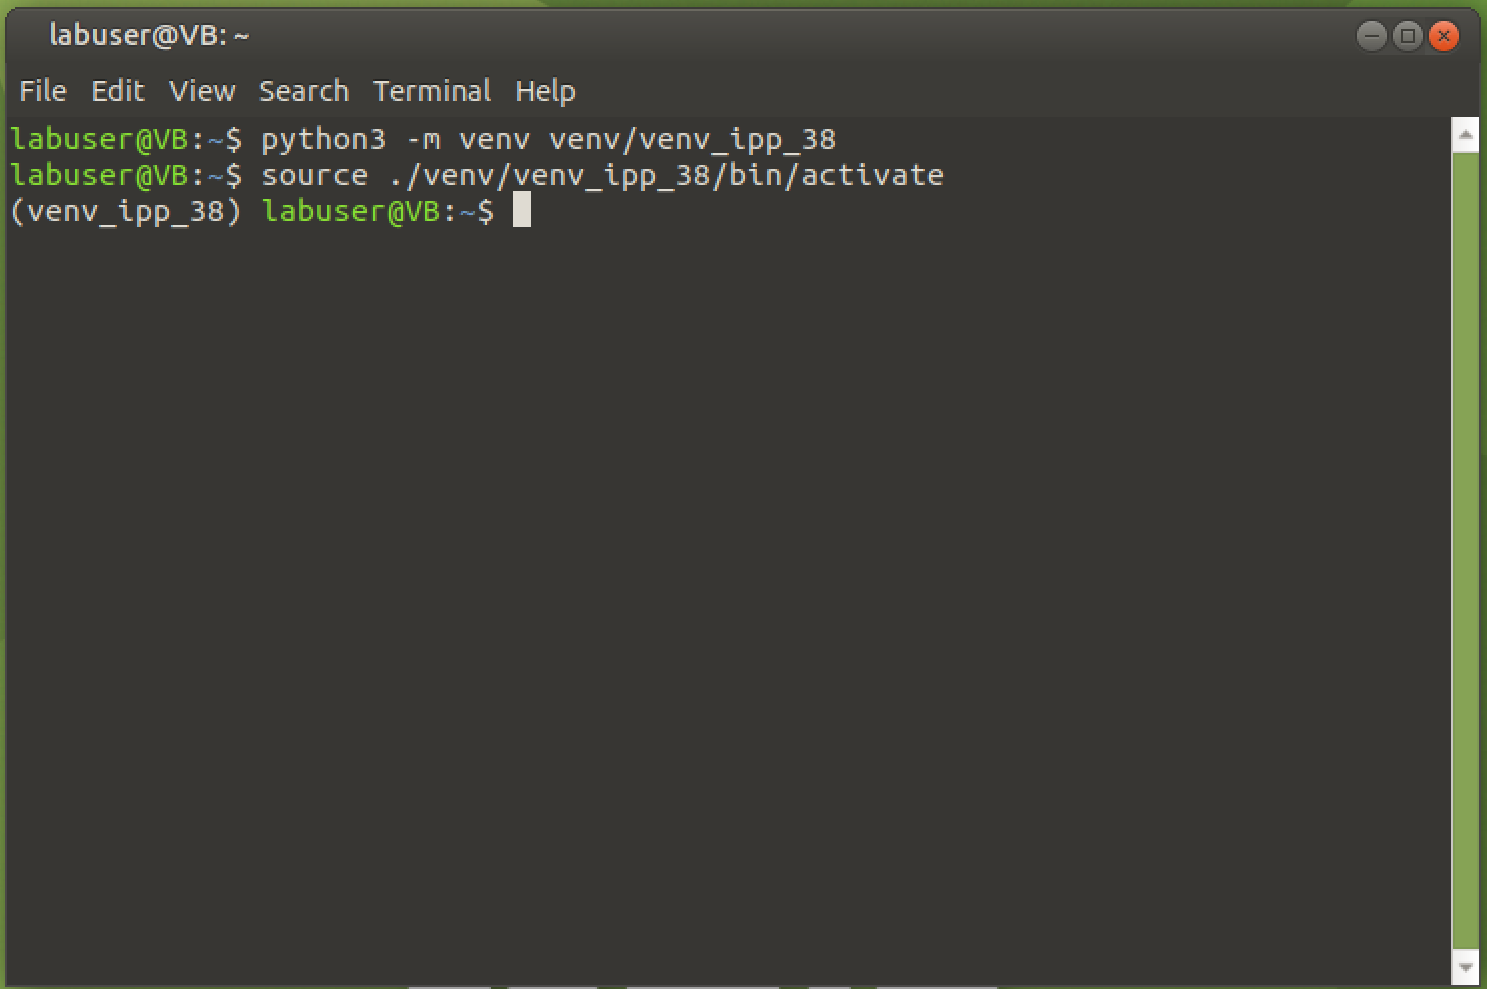 labuser@VB: ~
File Edit View Search Terminal Help
labuser@VB:~$ python3 -m venv venv/venv_ipp_38
labuser@VB:~$ source ./venv/venv_ipp_38/bin/activate
(venv_ipp_38) labuser@VB:~$